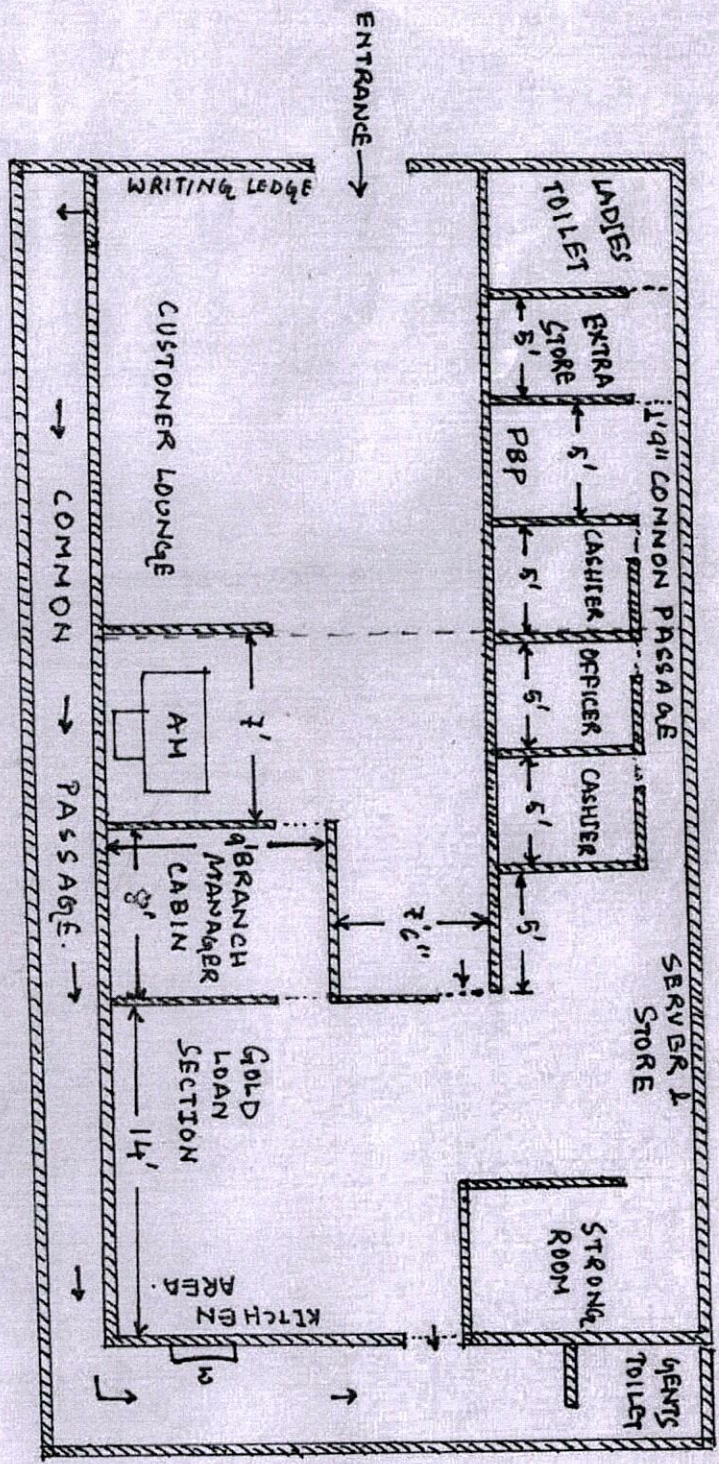 ENTRANCE
WRITING LEDGE
LADIES
TOILET
EXTRA
STORE
5'
PBP
5'
1'9" COMMON PASSAGE
CASHIER
5'
OFFICER
5'
CASHIER
5'
5'
SERVER &
STORE
STRONG
ROOM
GENTS
TOILET
CUSTOMER LOUNGE
7'
AM
9'
BRANCH
MANAGER
CABIN
8'
7'6"
GOLD
LOAN
SECTION
14'
KITCHEN
AREA.
W
COMMON PASSAGE.